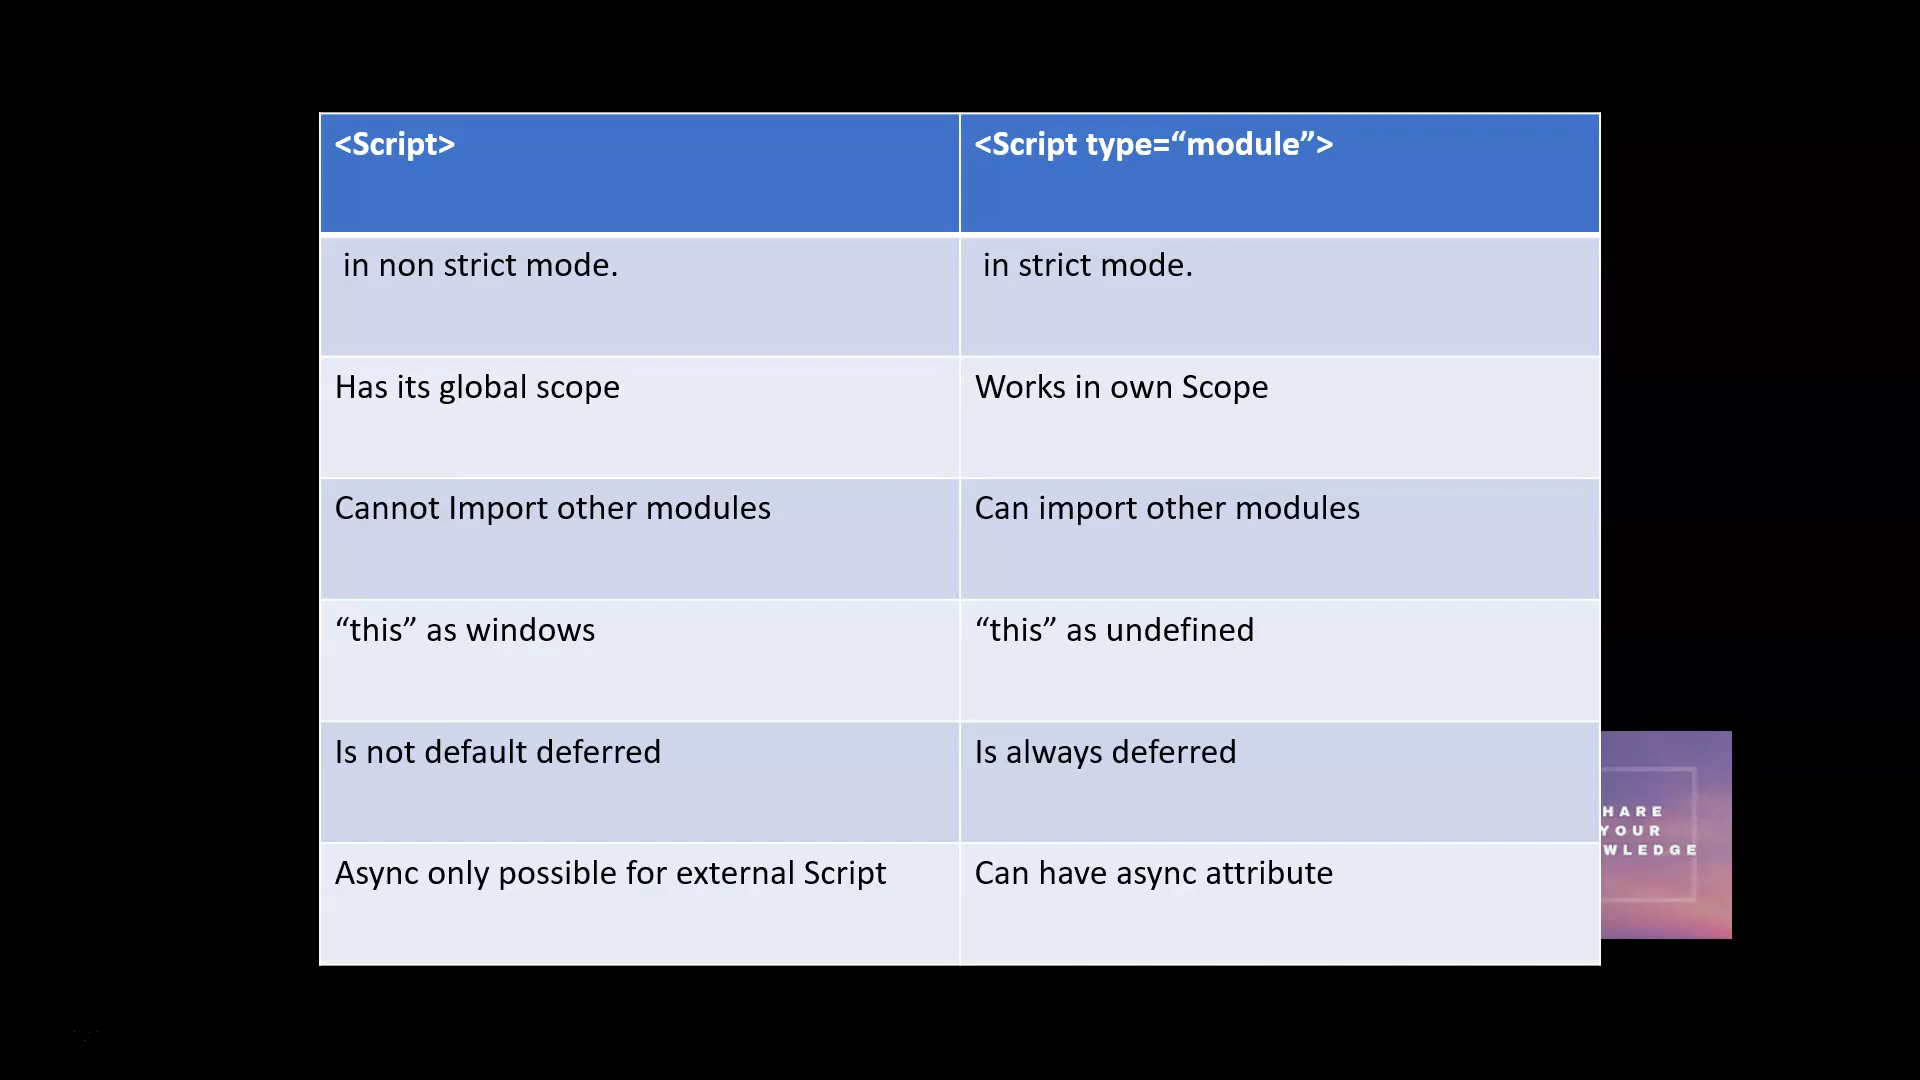 <Script>
<Script type=“module”>
in non strict mode.
in strict mode.
Has its global scope
Works in own Scope
Cannot Import other modules
Can import other modules
“this” as windows
“this” as undefined
Is not default deferred
Is always deferred
Async only possible for external Script
Can have async attribute
HARE
YOUR
WLEDGE